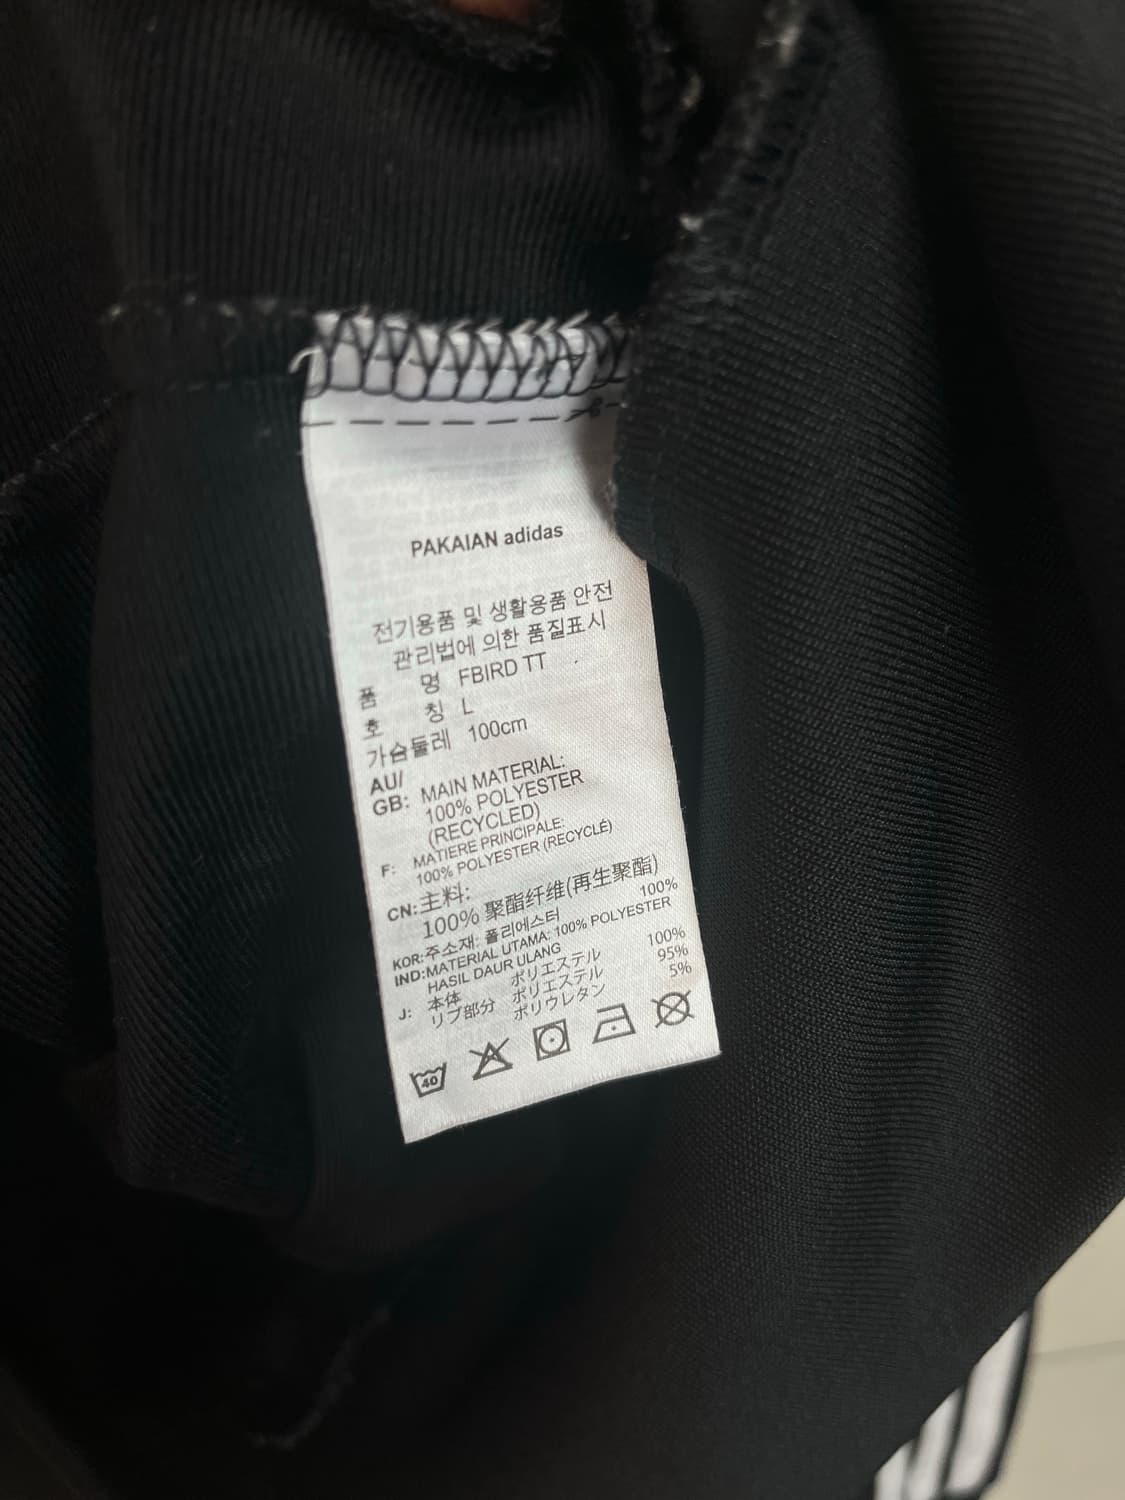 PAKAIAN adidas
전기용품 및 생활용품 안전
관리법에 의한 품질표시
품 명 FBIRD TT
호 칭 L
가슴둘레 100cm
AU/
GB: MAIN MATERIAL:
100% POLYESTER
(RECYCLED)
F: MATIERE PRINCIPALE:
100% POLYESTER (RECYCLÉ)
CN:主料:
100% 聚酯纤维(再生聚酯)
KOR:주소재: 폴리에스터 100%
IND:MATERIAL UTAMA: 100% POLYESTER
HASIL DAUR ULANG
J: 本体 ポリエステル 100%
リブ部分 ポリエステル 95%
ポリウレタン 5%
40